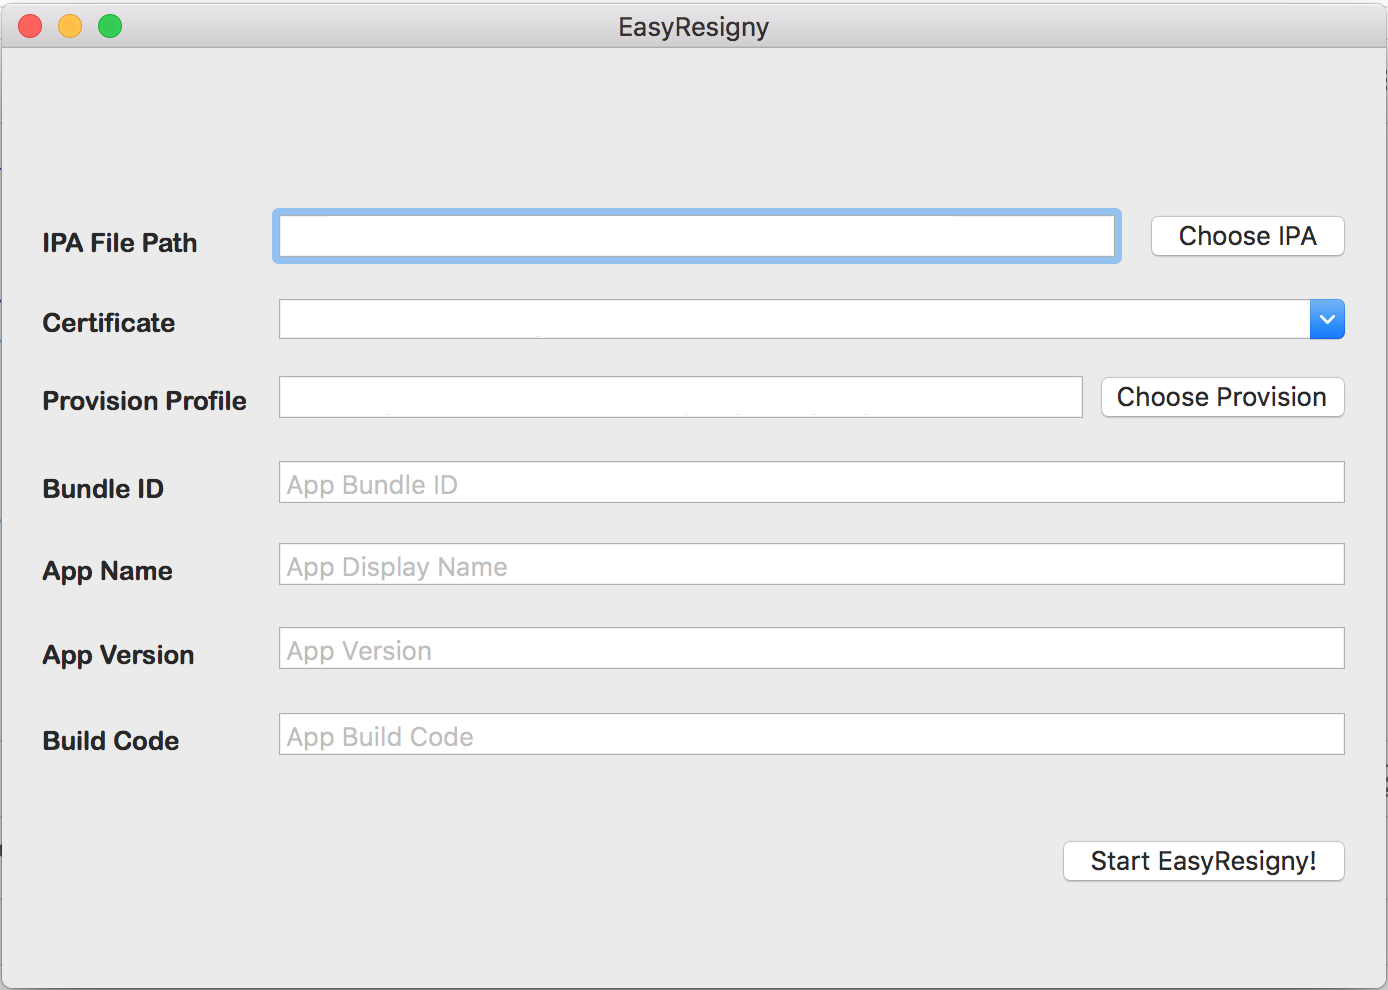 EasyResigny
IPA File Path
Choose IPA
Certificate
Provision Profile
Choose Provision
Bundle ID
App Bundle ID
App Name
App Display Name
App Version
App Version
Build Code
App Build Code
Start EasyResigny!